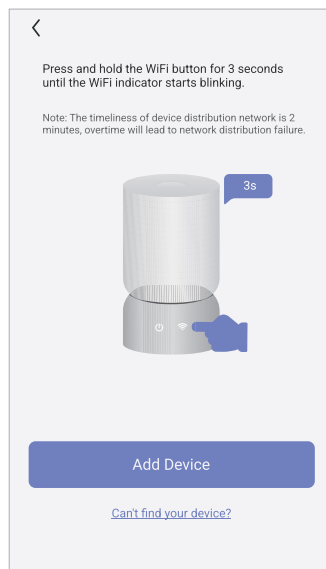 Press and hold the WiFi button for 3 seconds
until the WiFi indicator starts blinking.
Note: The timeliness of device distribution network is 2
minutes, overtime will lead to network distribution failure.
3s
Add Device
Can't find your device?